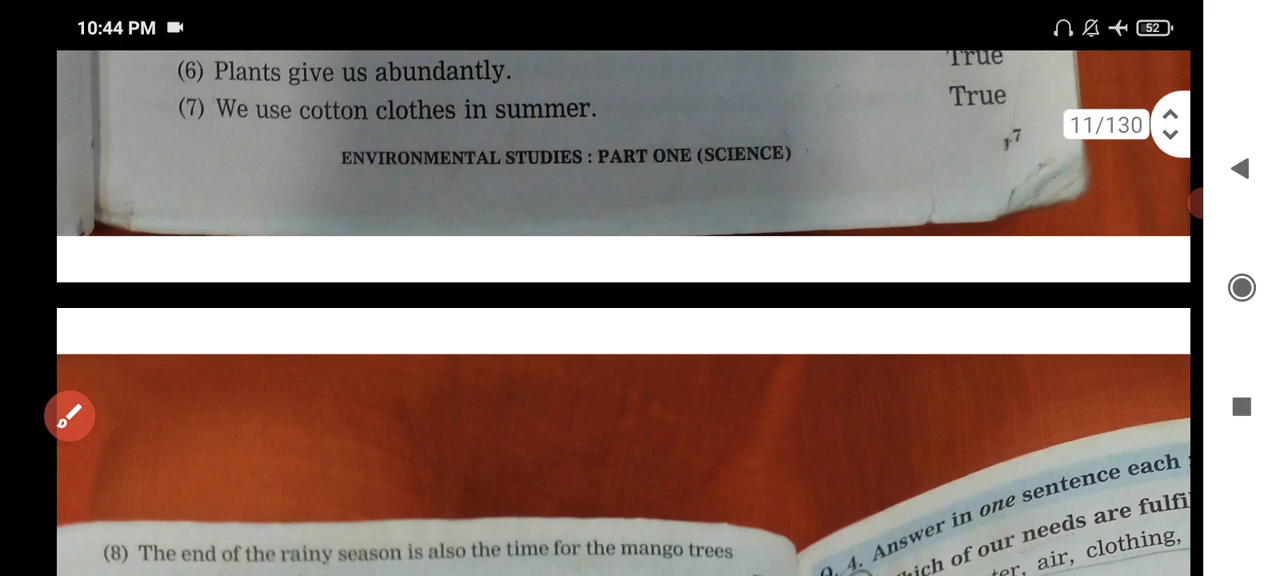 10:44 PM
52
True
(6) Plants give us abundantly.
(7) We use cotton clothes in summer. True
11/130
7
ENVIRONMENTAL STUDIES : PART ONE (SCIENCE)
(8) The end of the rainy season is also the time for the mango trees
4. Answer in one sentence each
of our needs are
air, clothing,